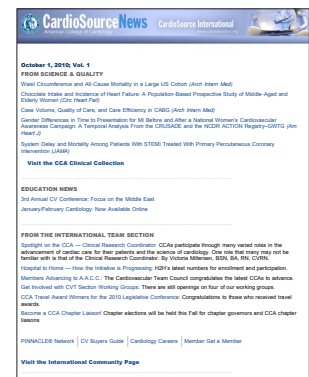 CardioSourceNews CardioSource International
American College of Cardiology
October 1, 2010; Vol. 1
FROM SCIENCE & QUALITY
Waist Circumference and All-Cause Mortality in a Large US Cohort (Arch Intern Med)
Chocolate Intake and Incidence of Heart Failure: A Population-Based Prospective Study of Middle-Aged and
Elderly Women (Circ Heart Fail)
Case Volume, Quality of Care, and Care Efficiency in CABG (Arch Intern Med)
Gender Differences in Time to Presentation for MI Before and After a National Women's Cardiovascular
Awareness Campaign: A Temporal Analysis From the CRUSADE and the NCDR ACTION Registry-GWTG (Am
Heart J)
System Delay and Mortality Among Patients With STEMI Treated With Primary Percutaneous Coronary
Intervention (JAMA)
Visit the CCA Clinical Collection
EDUCATION NEWS
3rd Annual CV Conference: Focus on the Middle East
January/February Cardiology: Now Available Online
FROM THE INTERNATIONAL TEAM SECTION
Spotlight on the CCA — Clinical Research Coordinator: CCAs participate through many varied roles in the
advancement of cardiac care for their patients and the science of cardiology. One role that many may not be
familiar with is that of the Clinical Research Coordinator. By Victoria Millersen, BSN, BA, RN, CVRN.
Hospital to Home — How the Initiative is Progressing: H2H's latest numbers for enrollment and participation.
Members Advancing to A.A.C.C.: The Cardiovascular Team Council congratulates the latest CCAs to advance.
Get Involved with CVT Section Working Groups: There are still openings on four of our working groups.
CCA Travel Award Winners for the 2010 Legislative Conference: Congratulations to those who received travel
awards.
Become a CCA Chapter Liaison! Chapter elections will be held this Fall for chapter governors and CCA chapter
liaisons
PINNACLE® Network | CV Buyers Guide | Cardiology Careers | Member Get a Member
Visit the International Community Page